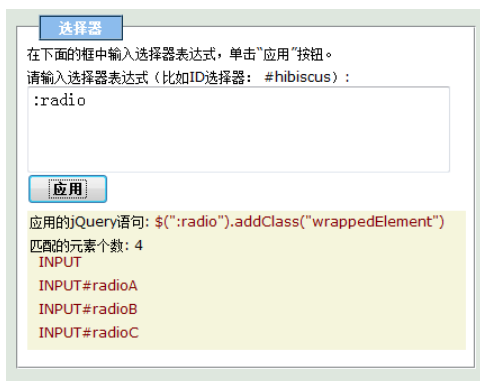 选择器
在下面的框中输入选择器表达式，单击“应用”按钮。
请输入选择器表达式（比如ID选择器： #hibiscus）:
:radio
应用
应用的jQuery语句: $(":radio").addClass("wrappedElement")
匹配的元素个数: 4
INPUT
INPUT#radioA
INPUT#radioB
INPUT#radioC